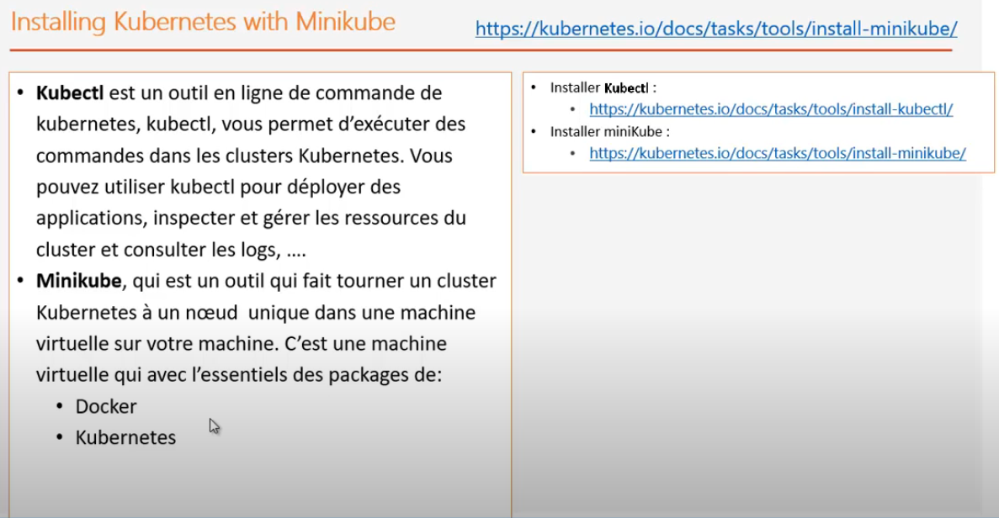 Installing Kubernetes with Minikube
https://kubernetes.io/docs/tasks/tools/install-minikube/
• Kubectl est un outil en ligne de commande de
kubernetes, kubectl, vous permet d’exécuter des
commandes dans les clusters Kubernetes. Vous
pouvez utiliser kubectl pour déployer des
applications, inspecter et gérer les ressources du
cluster et consulter les logs, ....
• Minikube, qui est un outil qui fait tourner un cluster
Kubernetes à un nœud unique dans une machine
virtuelle sur votre machine. C’est une machine
virtuelle qui avec l’essentiels des packages de:
• Docker
• Kubernetes
• Installer Kubectl :
• https://kubernetes.io/docs/tasks/tools/install-kubectl/
• Installer miniKube :
• https://kubernetes.io/docs/tasks/tools/install-minikube/